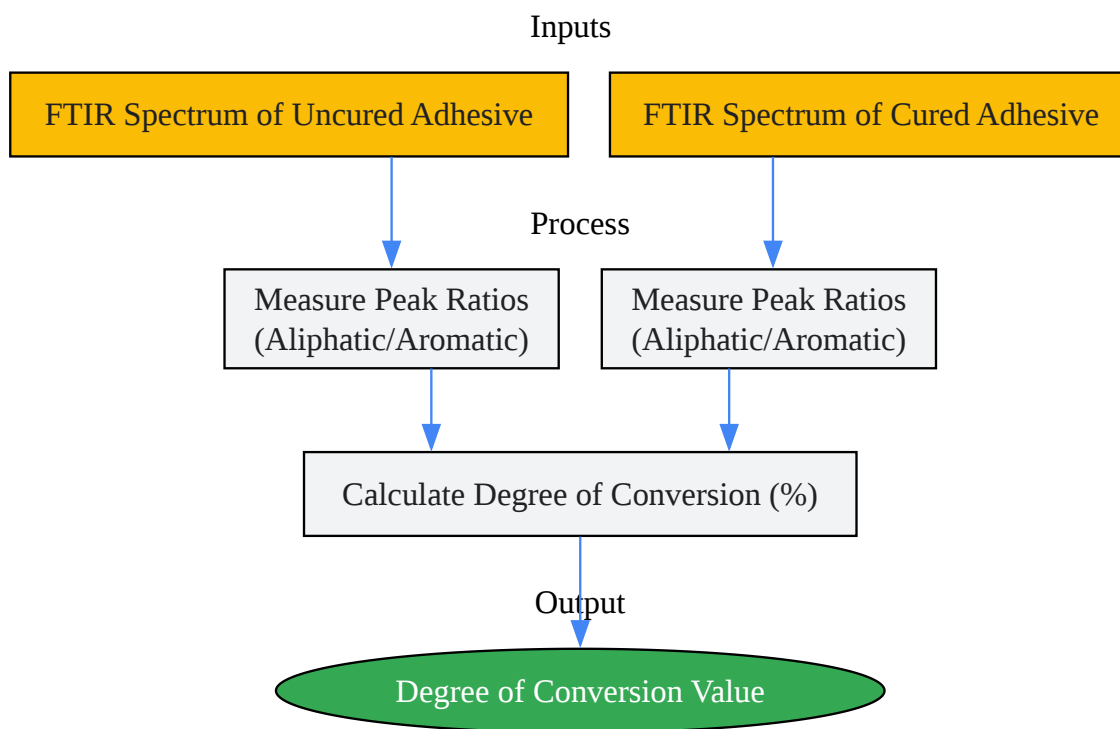 Inputs
FTIR Spectrum of Uncured Adhesive
FTIR Spectrum of Cured Adhesive
Process
Measure Peak Ratios
(Aliphatic/Aromatic)
Measure Peak Ratios
(Aliphatic/Aromatic)
Calculate Degree of Conversion (%)
Output
Degree of Conversion Value